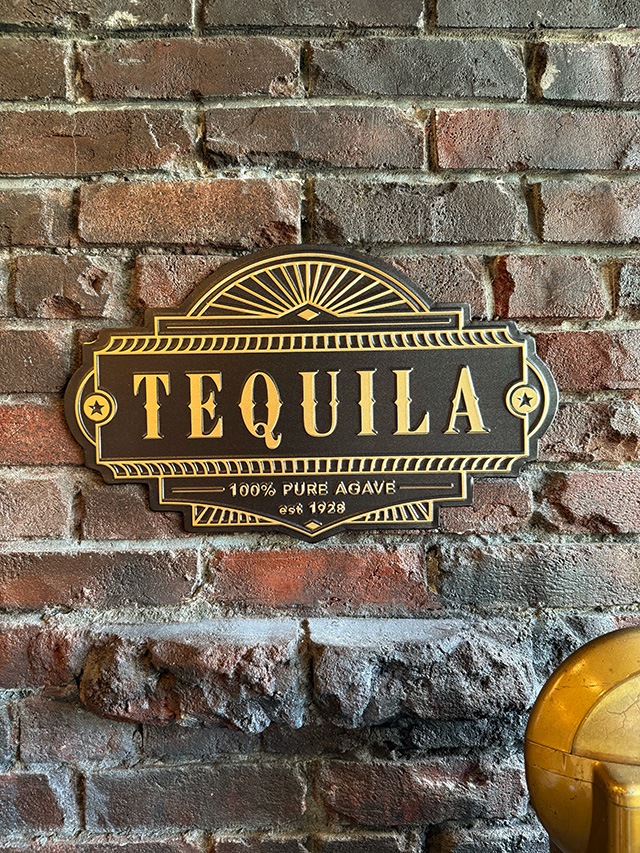 TEQUILA
100% PURE AGAVE
est 1928